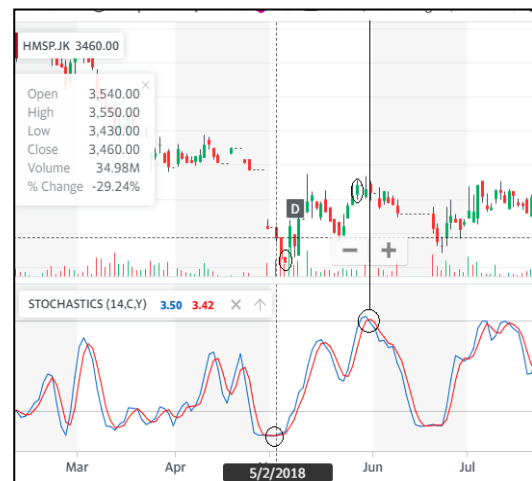 HMSP.JK 3460.00
Open 3,540.00
High 3,550.00
Low 3,430.00
Close 3,460.00
Volume 34.98M
% Change -29.24%
D
STOCHASTICS (14,C,Y) 3.50 3.42
Mar Apr Jun Jul
5/2/2018